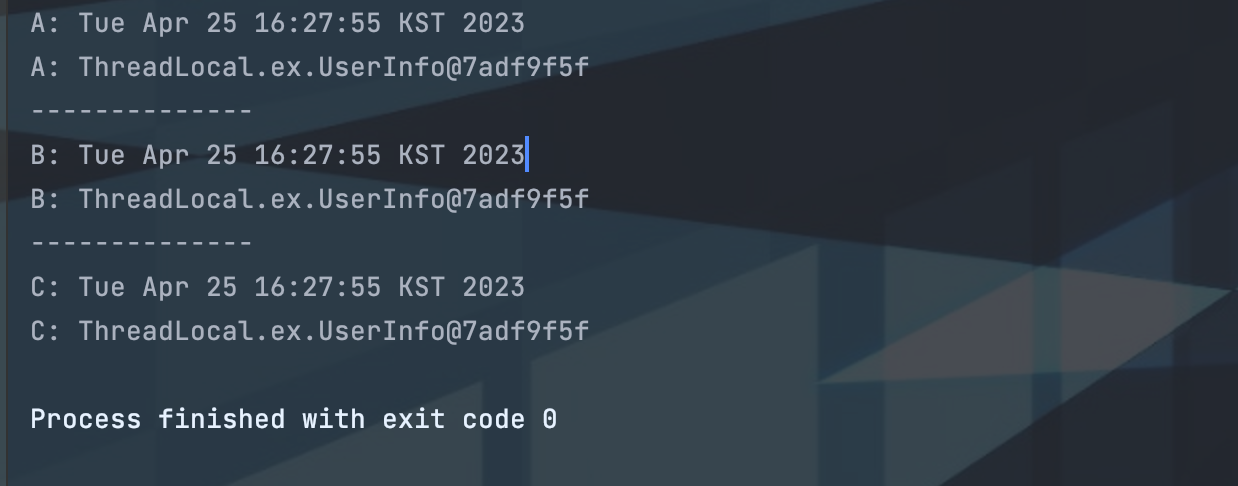 A: Tue Apr 25 16:27:55 KST 2023
A: ThreadLocal.ex.UserInfo@7adf9f5f
--------------
B: Tue Apr 25 16:27:55 KST 2023
B: ThreadLocal.ex.UserInfo@7adf9f5f
--------------
C: Tue Apr 25 16:27:55 KST 2023
C: ThreadLocal.ex.UserInfo@7adf9f5f
Process finished with exit code 0